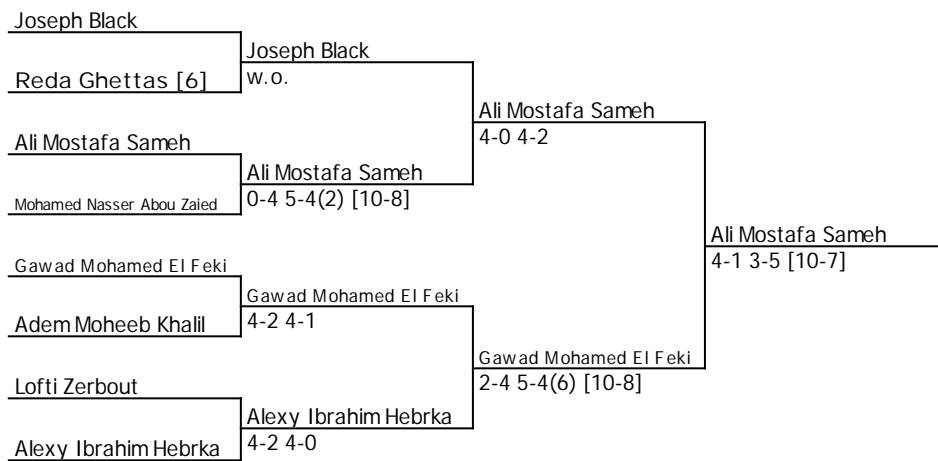 Joseph Black
Reda Ghettas [6]
Ali Mostafa Sameh
Mohamed Nasser Abou Zaied
Gawad Mohamed El Feki
Adem Moheeb Khalil
Lofti Zerbout
Alexy Ibrahim Hebrka
Joseph Black
w.o.
Ali Mostafa Sameh
0-4 5-4(2) [10-8]
Gawad Mohamed El Feki
4-2 4-1
Alexy Ibrahim Hebrka
4-2 4-0
Ali Mostafa Sameh
4-0 4-2
Gawad Mohamed El Feki
2-4 5-4(6) [10-8]
Ali Mostafa Sameh
4-1 3-5 [10-7]